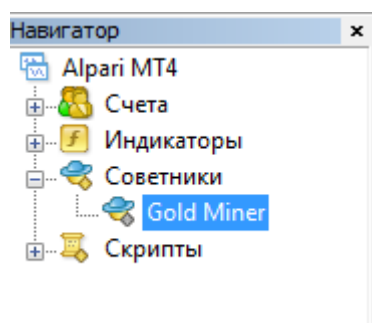 Навигатор
Alpari MT4
Счета
Индикаторы
Советники
Gold Miner
Скрипты